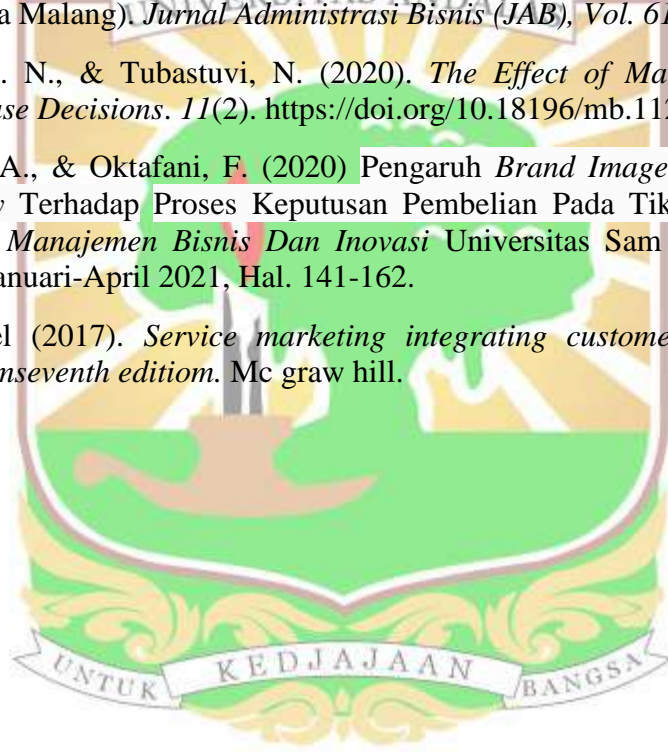 a Malang). Jurnal Administrasi Bisnis (JAB), Vol. 61
. N., & Tubastuvi, N. (2020). The Effect of Ma
ase Decisions. 11(2). https://doi.org/10.18196/mb.112
A., & Oktafani, F. (2020) Pengaruh Brand Image
Terhadap Proses Keputusan Pembelian Pada Tik
Manajemen Bisnis Dan Inovasi Universitas Sam
anuari-April 2021, Hal. 141-162.
el (2017). Service marketing integrating custome
mseventh editiom. Mc graw hill.
UNTUK KEDJAJAAN BANGSA